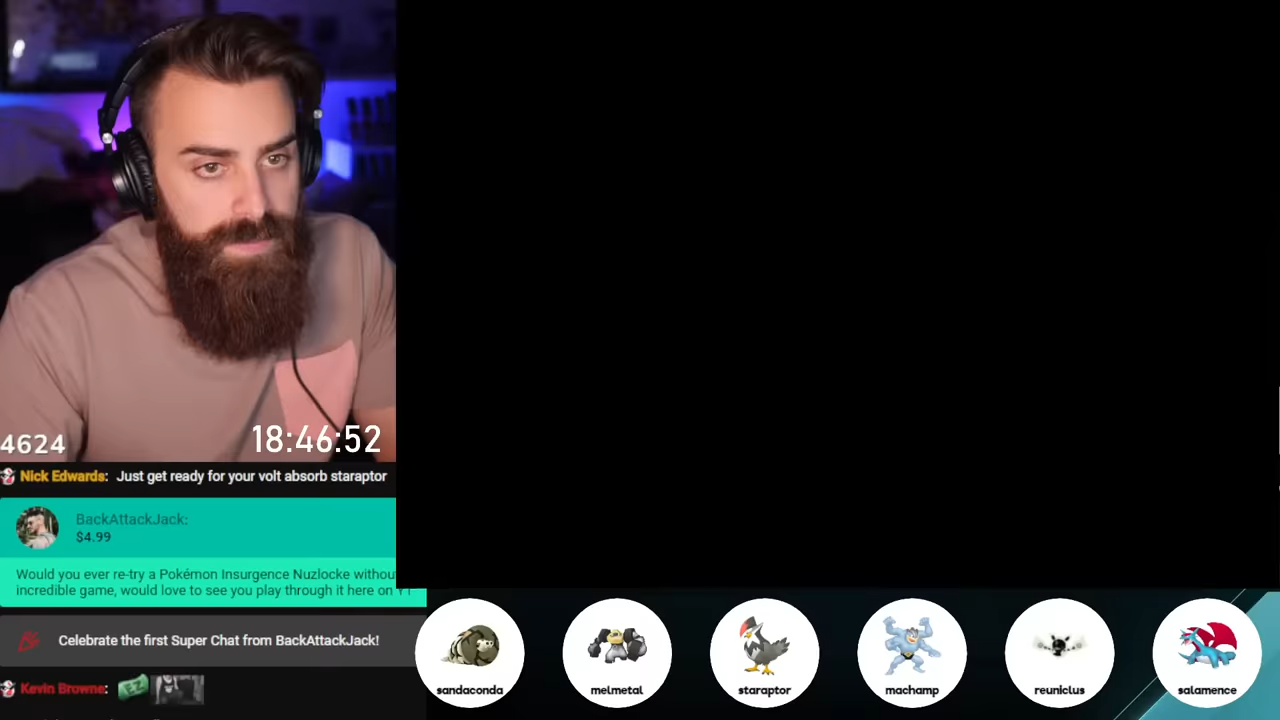 4624
18:46:52
Nick Edwards: Just get ready for your volt absorb staraptor
BackAttackJack:
$4.99
Would you ever re-try a Pokémon Insurgence Nuzlocke
incredible game, would love to see you play through it here on
Celebrate the first Super Chat from BackAttackJack!
Kevin Browne: EZ
sandaconda
melmetal
staraptor
machamp
reuniclus
salamence